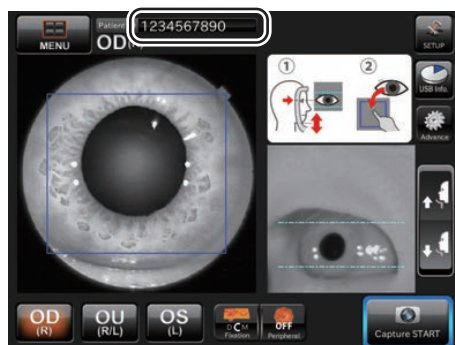 Patient 1234567890
MENU
OD(R)
SETUP
① ②
USB Info.
Advance
OD
(R)
OU
(R/L)
OS
(L)
D C M
Fixation
OFF
Peripheral
Capture START